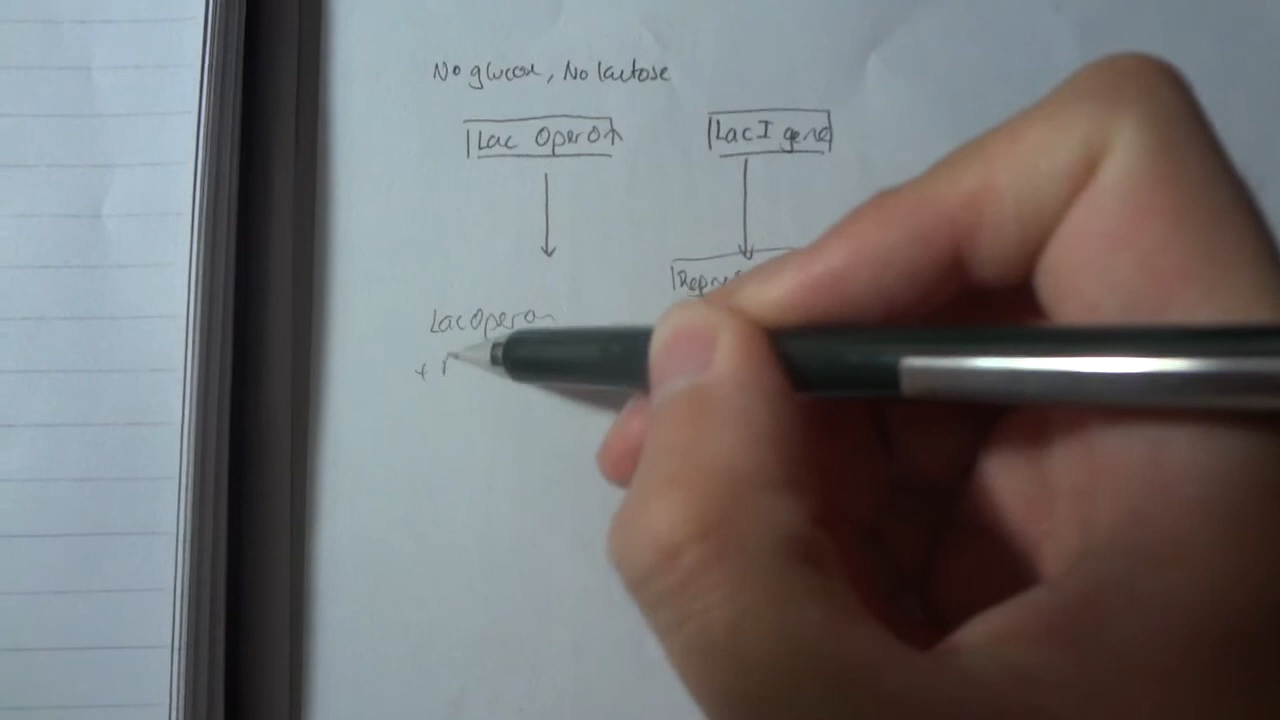 No glucose, No lactose
Lac Operon
LacI gene
Lac Operon
+ r